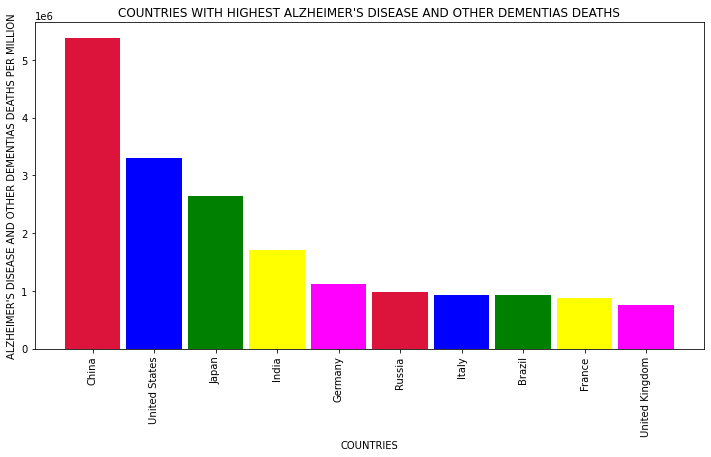 COUNTRIES WITH HIGHEST ALZHEIMER'S DISEASE AND OTHER DEMENTIAS DEATHS
1e6
ALZHEIMER'S DISEASE AND OTHER DEMENTIAS DEATHS PER MILLION
5
4
3
2
1
0
China
United States
Japan
India
Germany
Russia
Italy
Brazil
France
United Kingdom
COUNTRIES